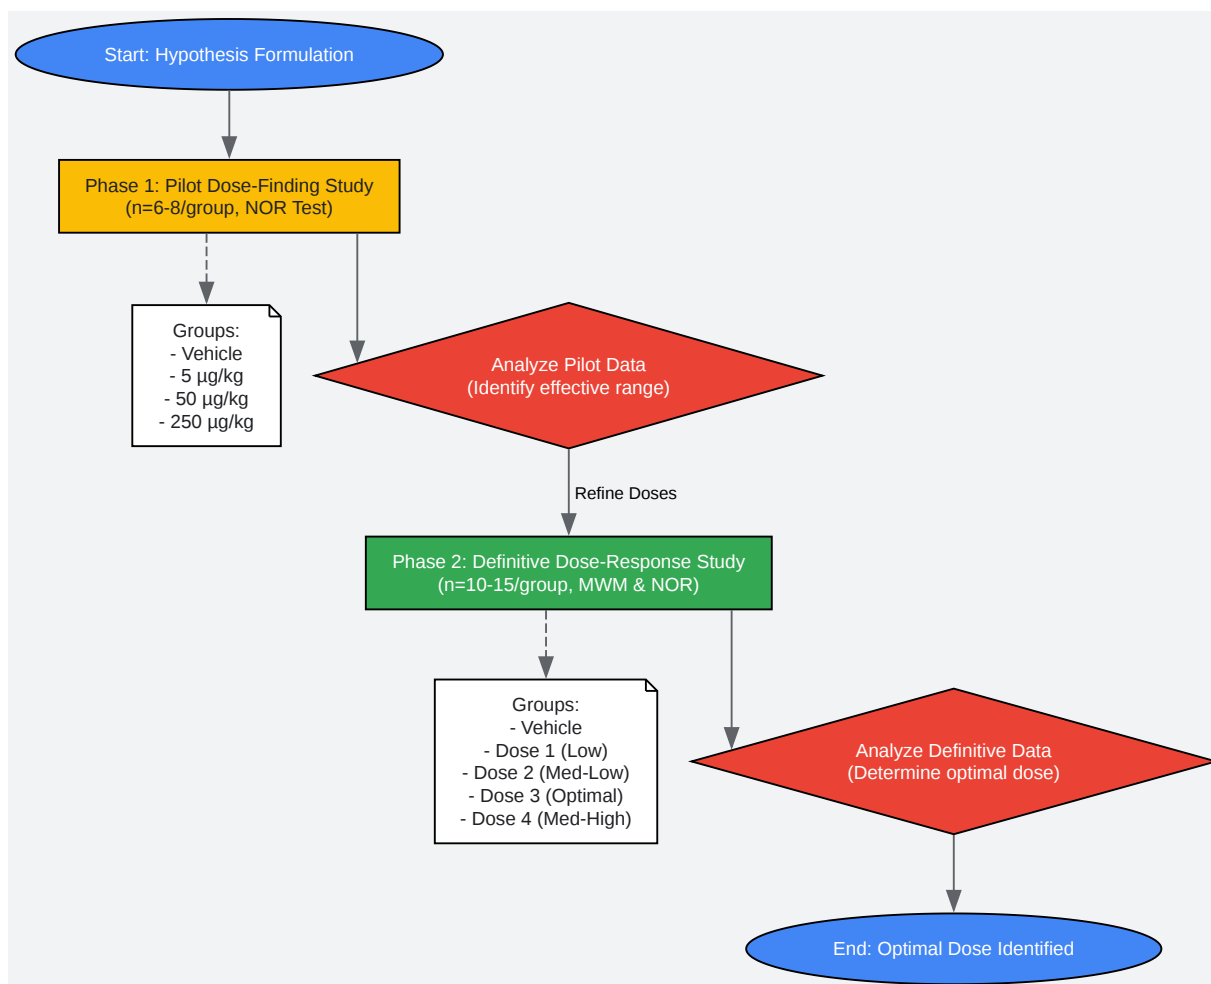 Start: Hypothesis Formulation
Phase 1: Pilot Dose-Finding Study
(n=6-8/group, NOR Test)
Groups:
- Vehicle
- 5 µg/kg
- 50 µg/kg
- 250 µg/kg
Analyze Pilot Data
(Identify effective range)
Refine Doses
Phase 2: Definitive Dose-Response Study
(n=10-15/group, MWM & NOR)
Groups:
- Vehicle
- Dose 1 (Low)
- Dose 2 (Med-Low)
- Dose 3 (Optimal)
- Dose 4 (Med-High)
Analyze Definitive Data
(Determine optimal dose)
End: Optimal Dose Identified